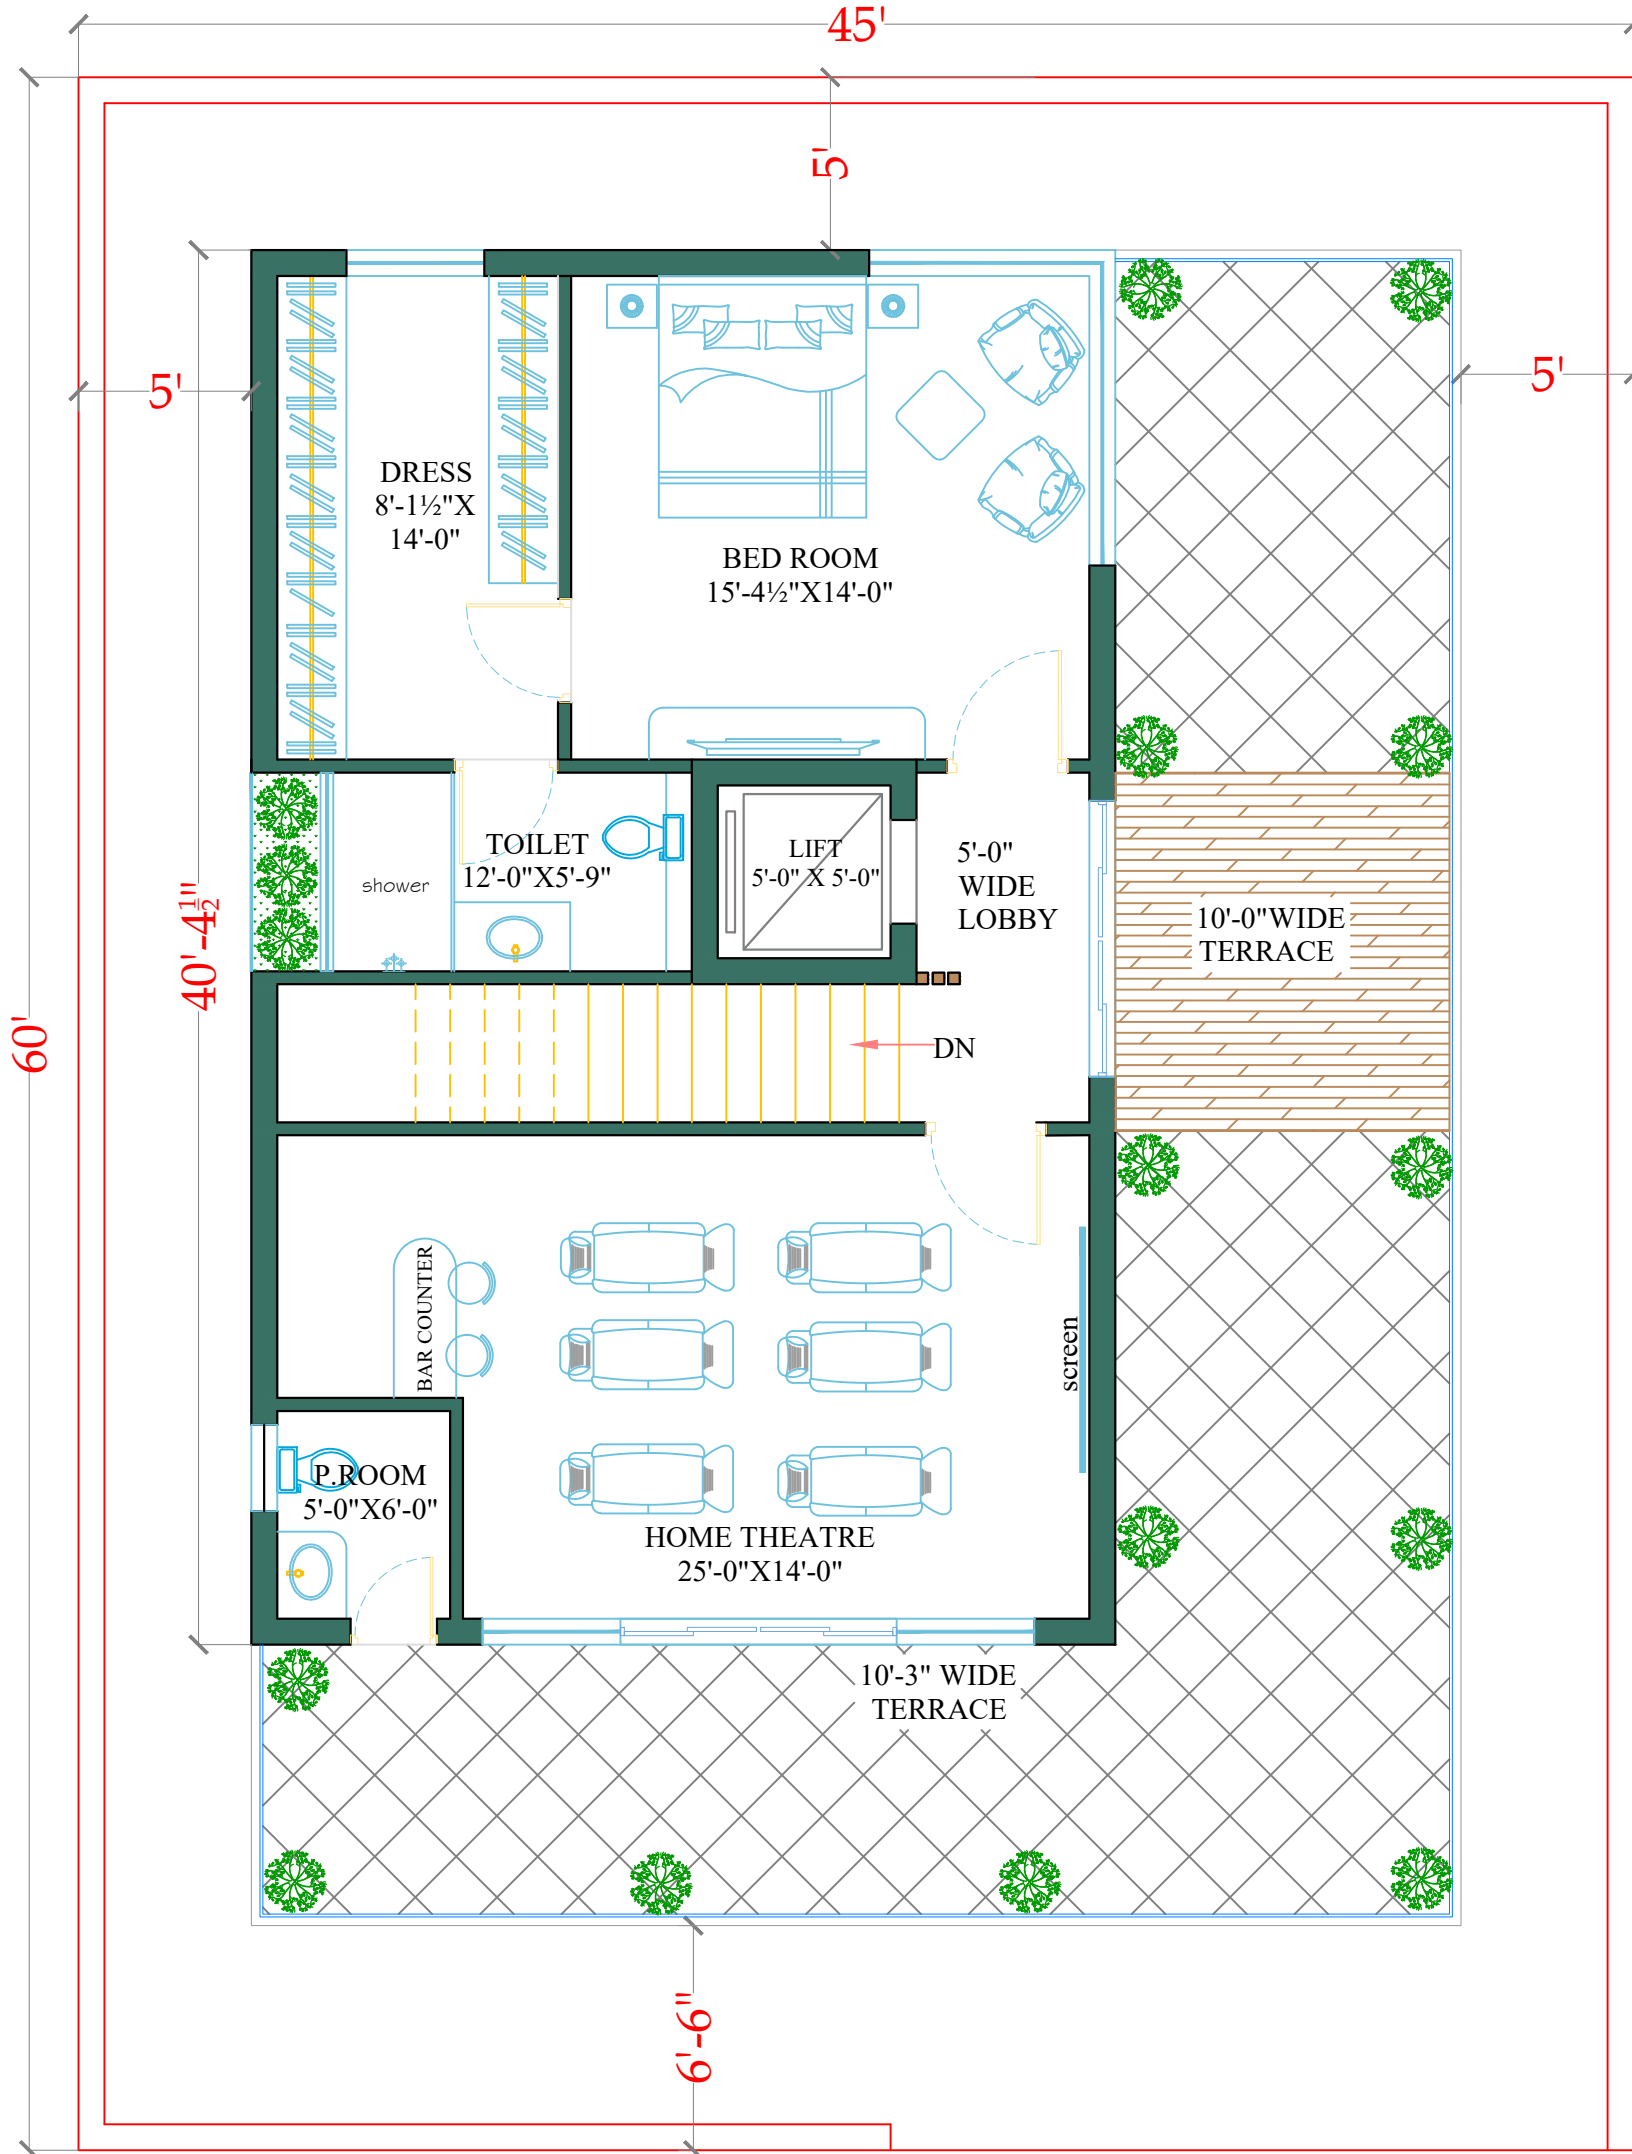 45'
5'
5'
5'
DRESS
8'-1½"X
14'-0"
BED ROOM
15'-4½"X14'-0"
TOILET
12'-0"X5'-9"
shower
LIFT
5'-0" X 5'-0"
5'-0"
WIDE
LOBBY
10'-0"WIDE
TERRACE
40'-4½"
60'
DN
BAR COUNTER
screen
P.ROOM
5'-0"X6'-0"
HOME THEATRE
25'-0"X14'-0"
10'-3" WIDE
TERRACE
6'-6"